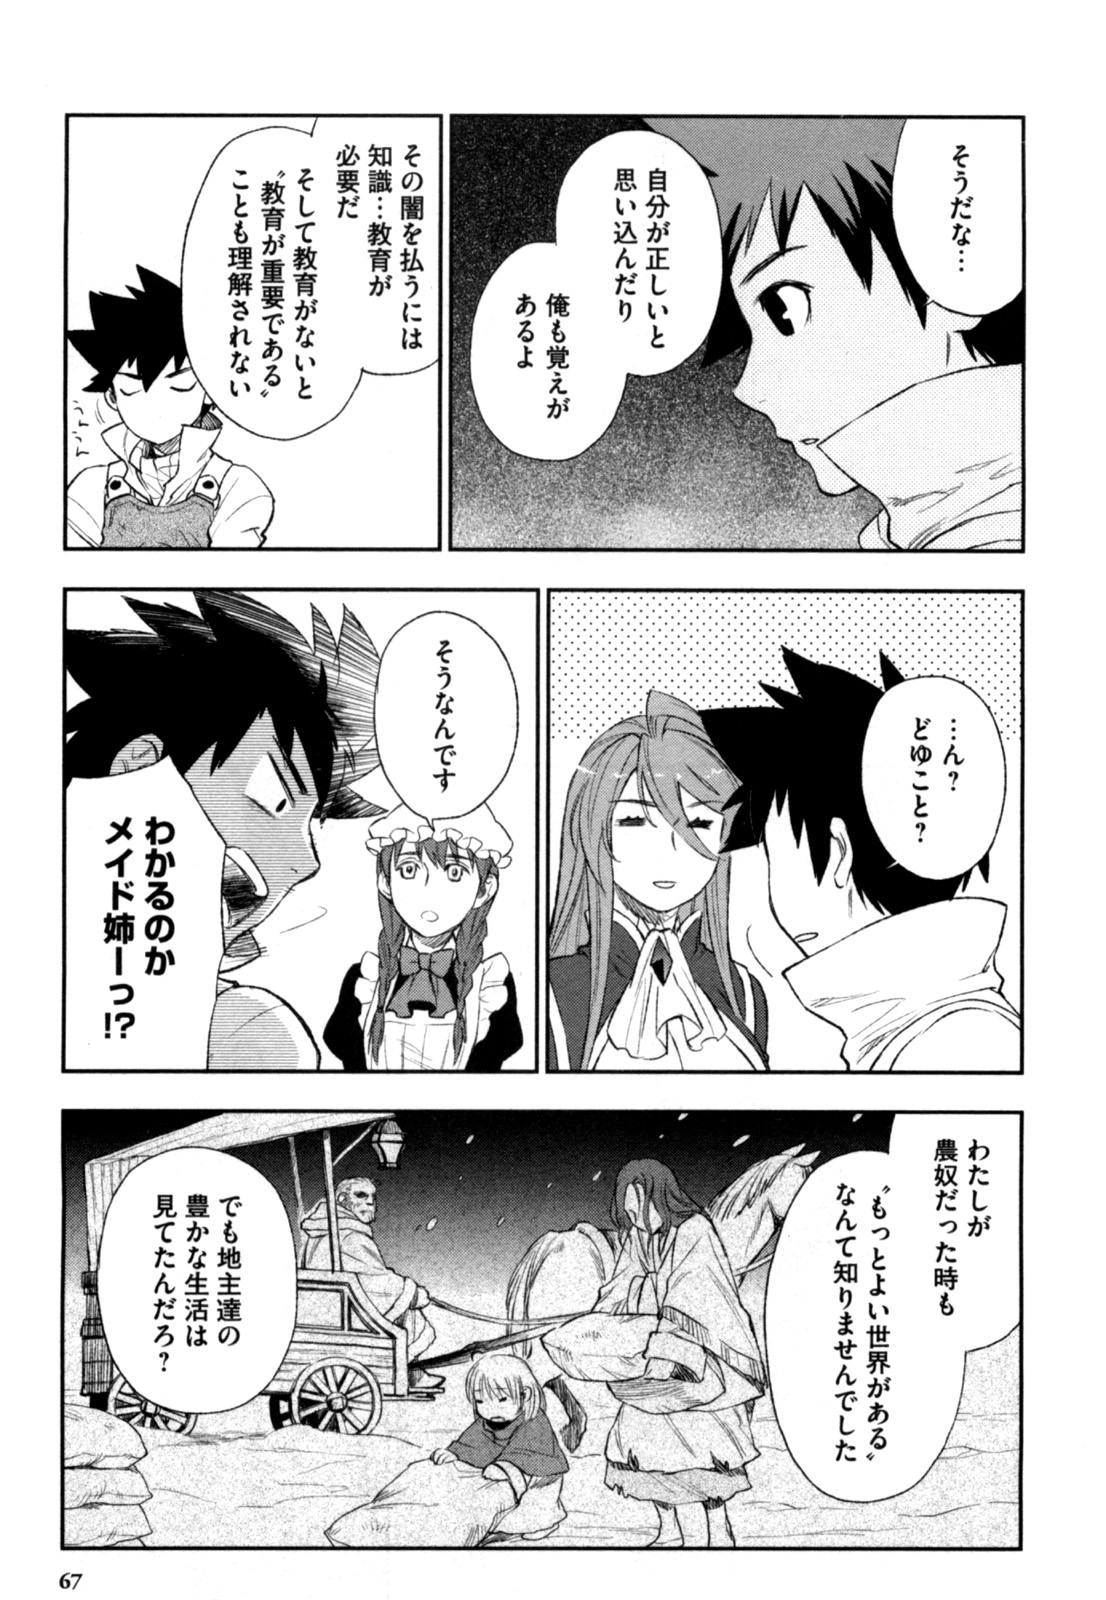 そうだな…
自分が正しいと
思い込んだり
俺も覚えが
あるよ
その闇を払うには
知識…教育が
必要だ
そして教育がないと
〝教育が重要である〟
ことも理解されない
うんうん
…ん?
どゆこと?
そうなんです
わかるのか
メイド姉ーっ!?
わたしが
農奴だった時も
〝もっとよい世界がある〟
なんて知りませんでした
でも地主達の
豊かな生活は
見てたんだろ?
67